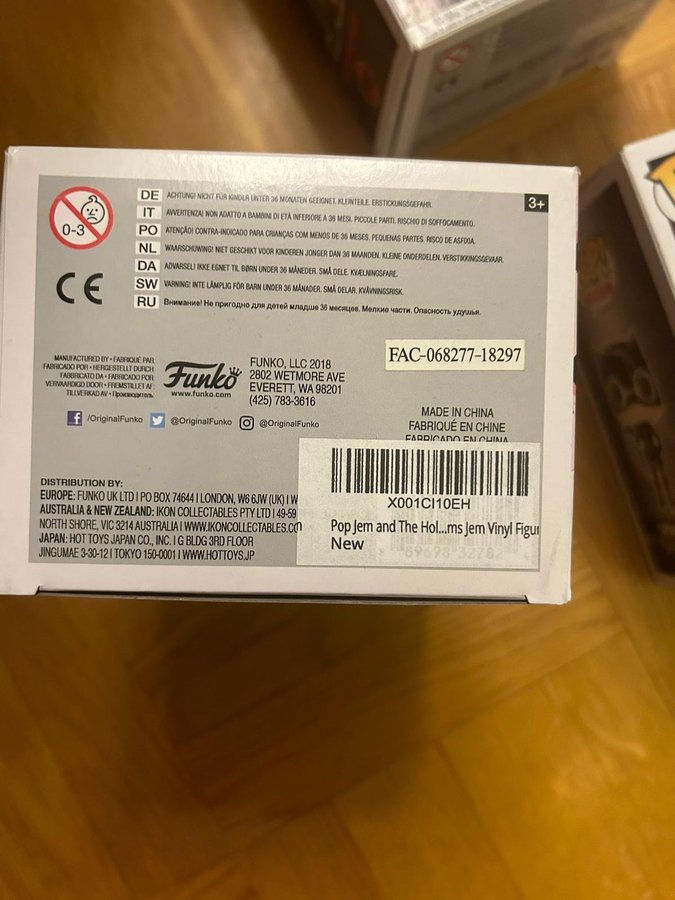 0-3
3+
DE ACHTUNG! NICHT FÜR KINDER UNTER 36 MONATEN GEEIGNET. KLEINTEILE. ERSTICKUNGSGEFAHR.
IT AVVERTENZA! NON ADATTO A BAMBINI DI ETÀ INFERIORE A 36 MESI. PICCOLE PARTI. RISCHIO DI SOFFOCAMENTO.
PO ATENÇÃO! CONTRA-INDICADO PARA CRIANÇAS COM MENOS DE 36 MESES. PEQUENAS PARTES. RISCO DE ASFIXIA.
NL WAARSCHUWING! NIET GESCHIKT VOOR KINDEREN JONGER DAN 36 MAANDEN. KLEINE ONDERDELEN. VERSTIKKINGSGEVAAR.
DA ADVARSEL! IKKE EGNET TIL BØRN UNDER 36 MÅNEDER. SMÅ DELE. KVÆLNINGSFARE.
SW VARNING! INTE LÄMPLIG FÖR BARN UNDER 36 MÅNADER. SMÅ DELAR. KVÄVNINGSRISK.
RU Внимание! Не пригодно для детей младше 36 месяцев. Мелкие части. Опасность удушья.
CE
FAC-068277-18297
MANUFACTURED BY • FABRIQUÉ PAR
FABRICADO POR • HERGESTELLT DURCH
FABBRICATO DA • FABRICADO POR
VERVAARDIGD DOOR • FREMSTILLET AF
TILLVERKAD AV • Производитель
Funko
www.funko.com
FUNKO, LLC 2018
2802 WETMORE AVE
EVERETT, WA 98201
(425) 783-3616
/OriginalFunko @OriginalFunko @OriginalFunko
MADE IN CHINA
FABRIQUÉ EN CHINE
FABRICADO EN CHINA
DISTRIBUTION BY:
EUROPE: FUNKO UK LTD I PO BOX 74644 I LONDON, W6 6JW (UK) I W
AUSTRALIA & NEW ZEALAND: IKON COLLECTABLES PTY LTD I 49-59
NORTH SHORE, VIC 3214 AUSTRALIA I WWW.IKONCOLLECTABLES.CO
JAPAN: HOT TOYS JAPAN CO., INC. I G BLDG 3RD FLOOR
JINGUMAE 3-30-12 I TOKYO 150-0001 I WWW.HOTTOYS.JP
X001CI10EH
Pop Jem and The Hol...ms Jem Vinyl Figur
New